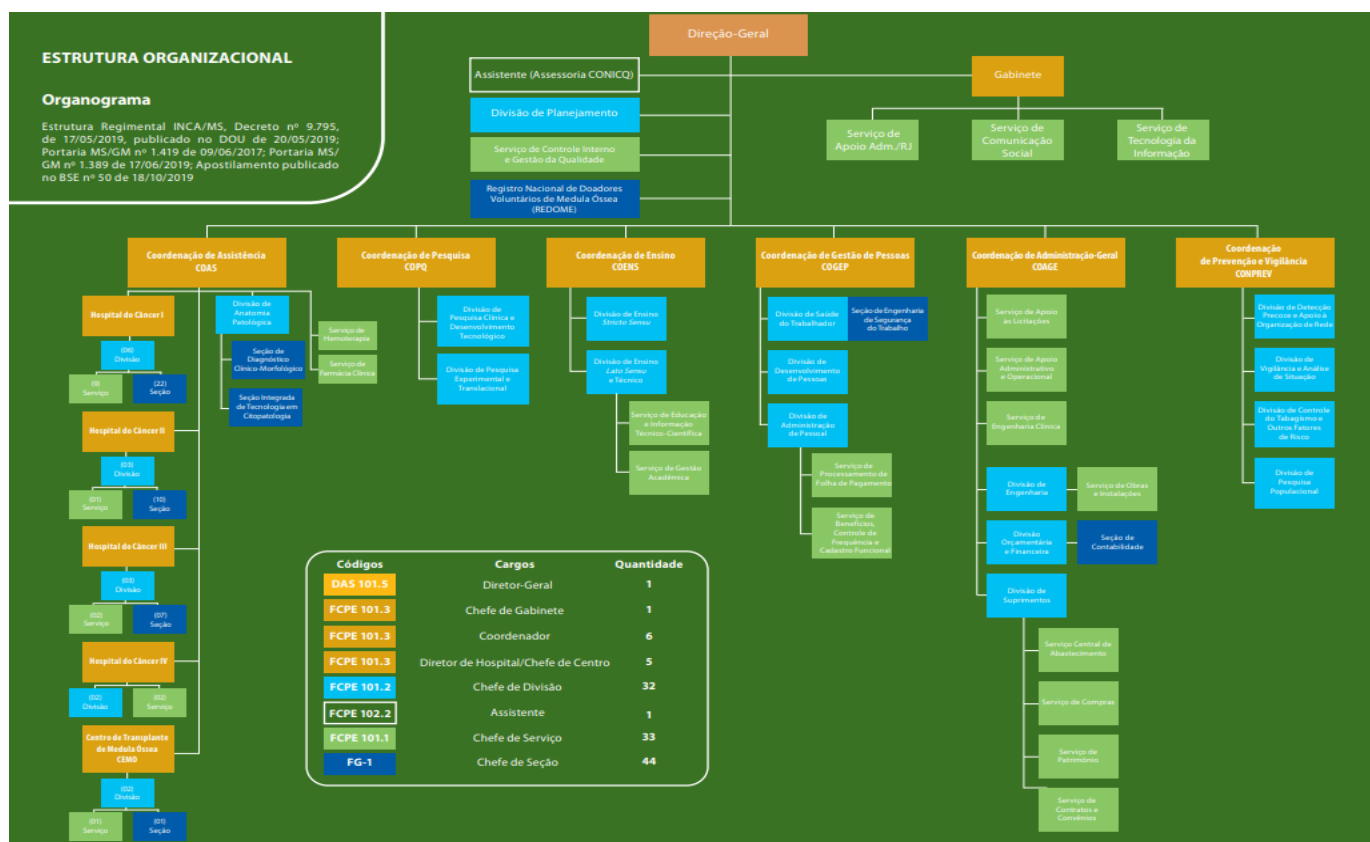 ESTRUTURA ORGANIZACIONAL
Organograma
Estrutura Regimental INCA/MS, Decreto nº 9.795,
de 17/05/2019, publicado no DOU de 20/05/2019;
Portaria MS/GM nº 1.419 de 09/06/2017; Portaria MS/
GM nº 1.389 de 17/06/2019; Apostilamento publicado
no BSE nº 50 de 18/10/2019
Direção-Geral
Assistente (Assessoria CONICQ)
Divisão de Planejamento
Serviço de Controle Interno
e Gestão da Qualidade
Registro Nacional de Doadores
Voluntários de Medula Óssea
(REDOME)
Gabinete
Serviço de
Apoio Adm./RJ
Serviço de
Comunicação
Social
Serviço de
Tecnologia da
Informação
Coordenação de Assistência
COAS
Hospital do Câncer I
(06)
Divisão
(9)
Serviço
(22)
Seção
Hospital do Câncer II
(03)
Divisão
(01)
Serviço
(10)
Seção
Hospital do Câncer III
(03)
Divisão
(02)
Serviço
(07)
Seção
Hospital do Câncer IV
(02)
Divisão
(02)
Serviço
Centro de Transplante
de Medula Óssea
CEMO
(02)
Divisão
(01)
Serviço
(01)
Seção
Divisão de
Anatomia
Patológica
Seção de
Diagnóstico
Clínico-Morfológico
Seção Integrada
de Tecnologia em
Citopatologia
Serviço de
Hemoterapia
Serviço de
Farmácia Clínica
Coordenação de Pesquisa
COPQ
Divisão de
Pesquisa Clínica e
Desenvolvimento
Tecnológico
Divisão de Pesquisa
Experimental e
Translacional
Coordenação de Ensino
COENS
Divisão de Ensino
Stricto Sensu
Divisão de Ensino
Lato Sensu
e Técnico
Serviço de Educação
e Informação
Técnico-Científica
Serviço de Gestão
Acadêmica
Coordenação de Gestão de Pessoas
COGEP
Divisão de Saúde
do Trabalhador
Seção de Engenharia
de Segurança
do Trabalho
Divisão de
Desenvolvimento
de Pessoas
Divisão de
Administração
de Pessoal
Serviço de
Processamento de
Folha de Pagamento
Serviço de
Benefícios,
Controle de
Frequência e
Cadastro Funcional
Coordenação de Administração-Geral
COAGE
Serviço de Apoio
às Licitações
Serviço de Apoio
Administrativo
e Operacional
Serviço de
Engenharia Clínica
Divisão de
Engenharia
Serviço de Obras
e Instalações
Divisão
Orçamentária
e Financeira
Seção de
Contabilidade
Divisão de
Suprimentos
Serviço Central de
Abastecimento
Serviço de Compras
Serviço de
Patrimônio
Serviço de
Contratos e
Convênios
Coordenação
de Prevenção e Vigilância
CONPREV
Divisão de Detecção
Precoce e Apoio à
Organização de Rede
Divisão de
Vigilância e Análise
de Situação
Divisão de Controle
do Tabagismo e
Outros Fatores
de Risco
Divisão de
Pesquisa
Populacional
Códigos Cargos Quantidade
DAS 101.5 Diretor-Geral 1
FCPE 101.3 Chefe de Gabinete 1
FCPE 101.3 Coordenador 6
FCPE 101.3 Diretor de Hospital/Chefe de Centro 5
FCPE 101.2 Chefe de Divisão 32
FCPE 102.2 Assistente 1
FCPE 101.1 Chefe de Serviço 33
FG-1 Chefe de Seção 44